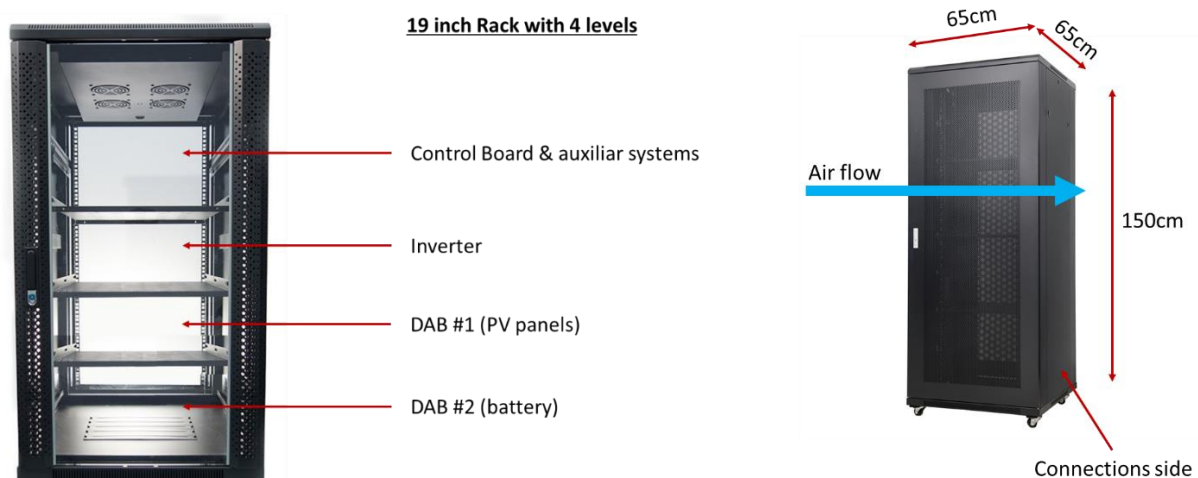 19 inch Rack with 4 levels
Control Board & auxiliar systems
Inverter
DAB #1 (PV panels)
DAB #2 (battery)
65cm
65cm
Air flow
150cm
Connections side